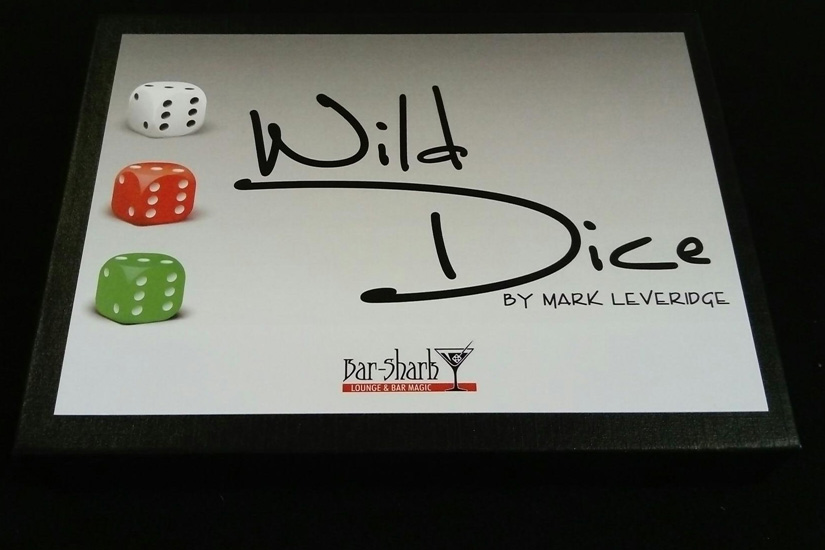 Wild
Dice
BY MARK LEVERIDGE
Bar-Shark
LOUNGE & BAR MAGIC